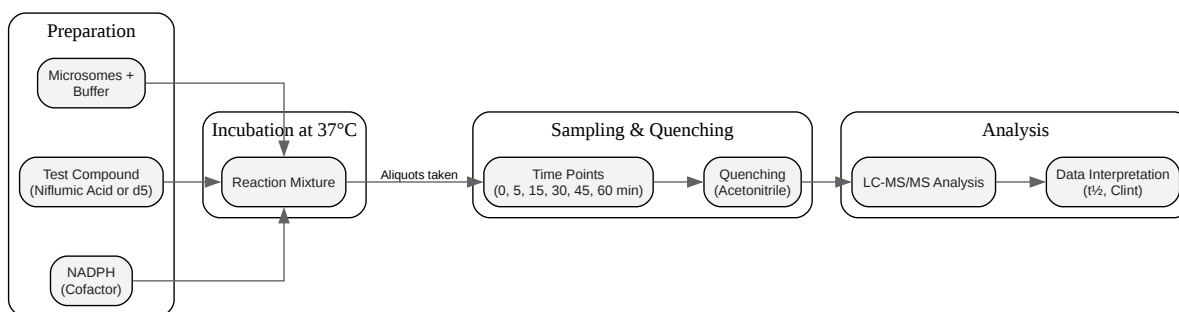 Preparation
Microsomes +
Buffer
Test Compound
(Niflumic Acid or d5)
NADPH
(Cofactor)
Incubation at 37°C
Reaction Mixture
Aliquots taken
Sampling & Quenching
Time Points
(0, 5, 15, 30, 45, 60 min)
Quenching
(Acetonitrile)
Analysis
LC-MS/MS Analysis
Data Interpretation
(t½, Clint)